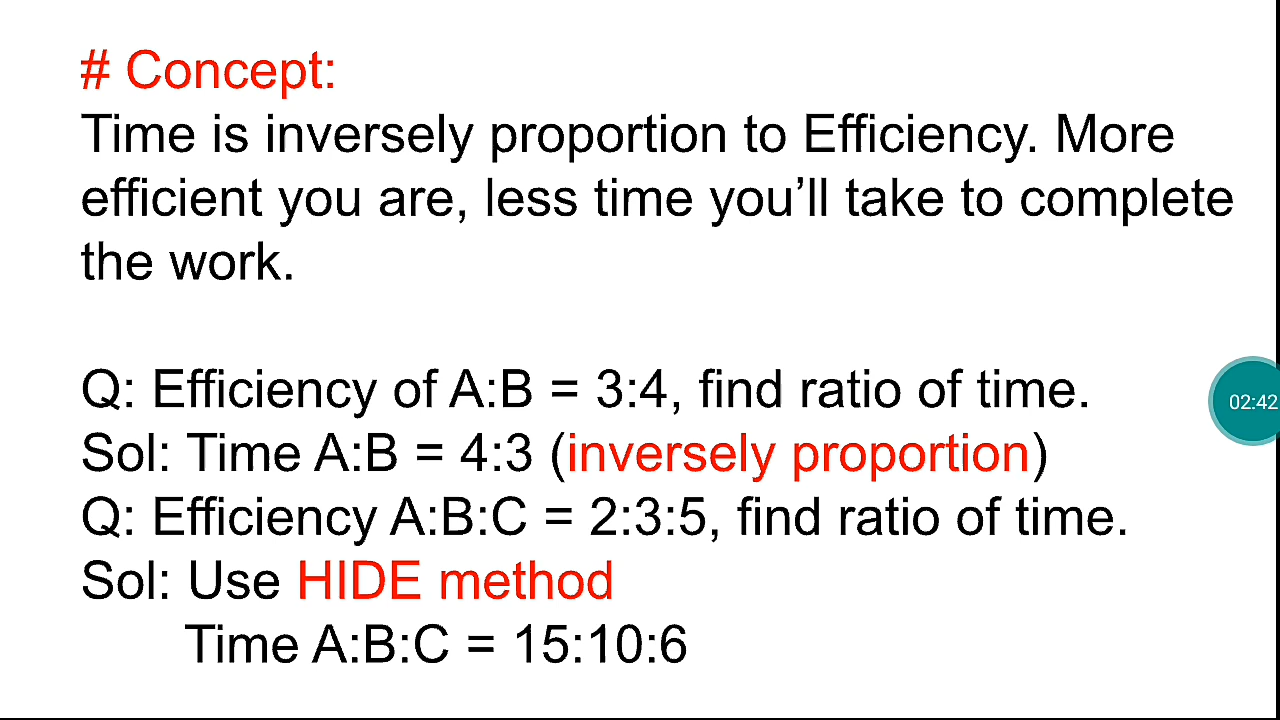 # Concept:
Time is inversely proportion to Efficiency. More
efficient you are, less time you’ll take to complete
the work.
Q: Efficiency of A:B = 3:4, find ratio of time.
02:42
Sol: Time A:B = 4:3 (inversely proportion)
Q: Efficiency A:B:C = 2:3:5, find ratio of time.
Sol: Use HIDE method
Time A:B:C = 15:10:6